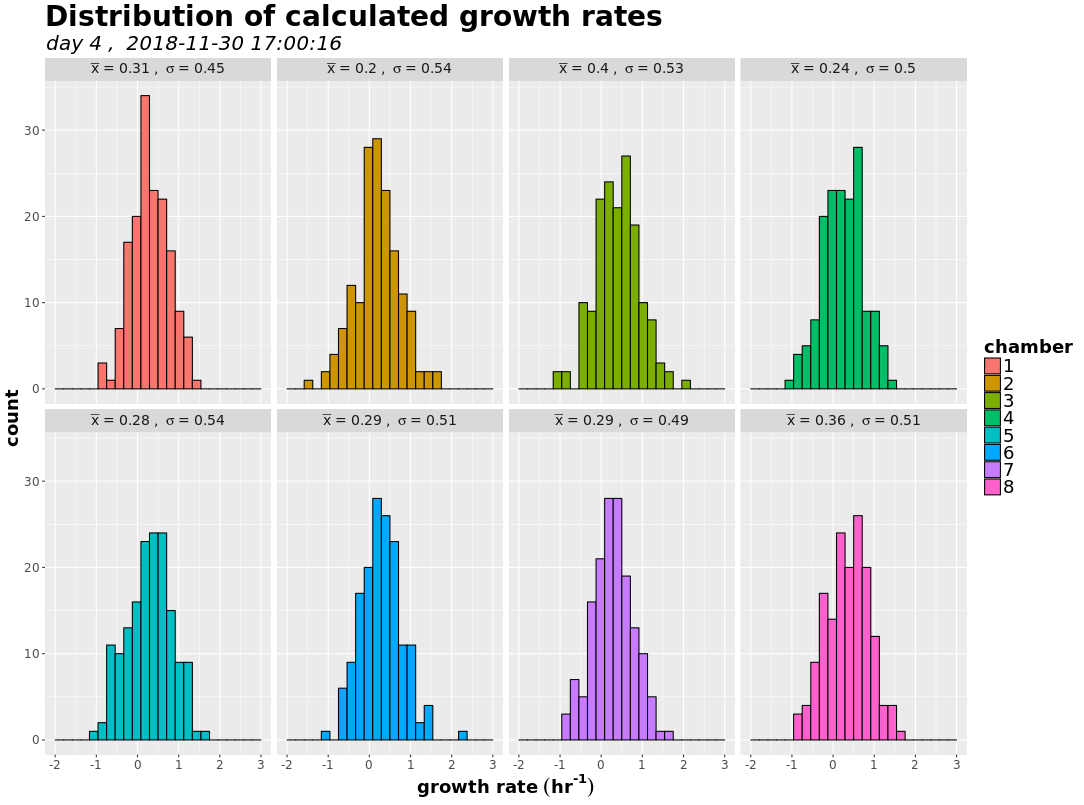 Distribution of calculated growth rates
day 4 , 2018-11-30 17:00:16
x̅ = 0.31 , σ = 0.45
x̅ = 0.2 , σ = 0.54
x̅ = 0.4 , σ = 0.53
x̅ = 0.24 , σ = 0.5
30
20
10
0
x̅ = 0.28 , σ = 0.54
x̅ = 0.29 , σ = 0.51
x̅ = 0.29 , σ = 0.49
x̅ = 0.36 , σ = 0.51
30
20
10
0
-2 -1 0 1 2 3
-2 -1 0 1 2 3
-2 -1 0 1 2 3
-2 -1 0 1 2 3
count
growth rate (hr⁻¹)
chamber
1
2
3
4
5
6
7
8